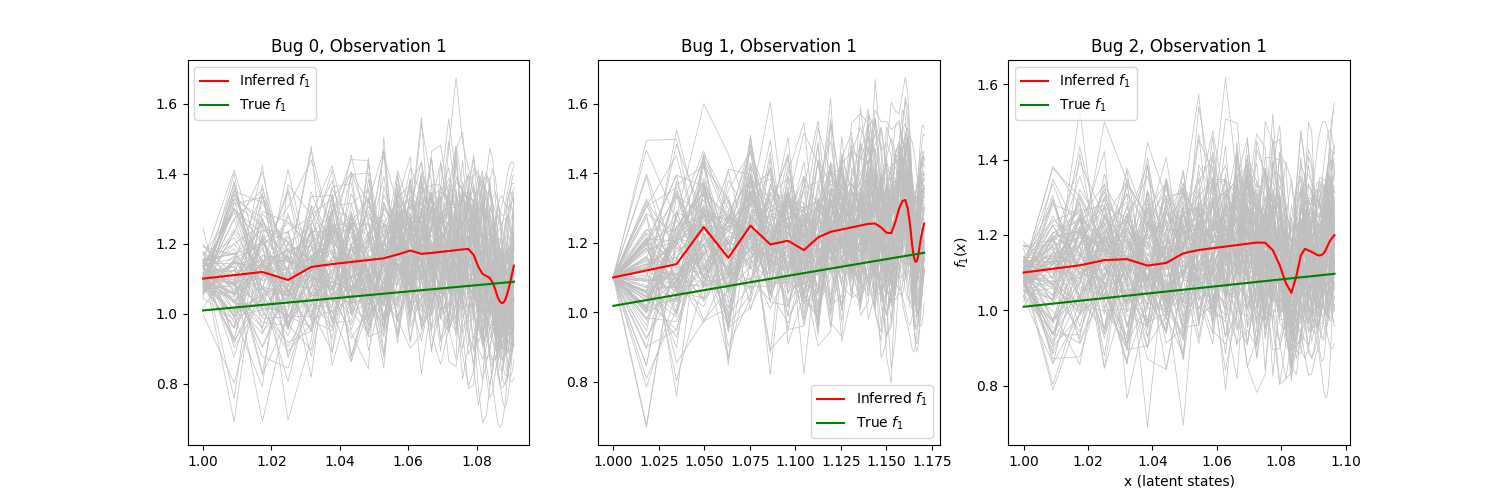 Bug 0, Observation 1
Inferred f₁
True f₁
1.6
1.4
1.2
1.0
0.8
1.00 1.02 1.04 1.06 1.08
Bug 1, Observation 1
1.6
1.4
1.2
1.0
0.8
Inferred f₁
True f₁
1.000 1.025 1.050 1.075 1.100 1.125 1.150 1.175
Bug 2, Observation 1
Inferred f₁
True f₁
f₁(x)
1.6
1.4
1.2
1.0
0.8
1.00 1.02 1.04 1.06 1.08 1.10
x (latent states)